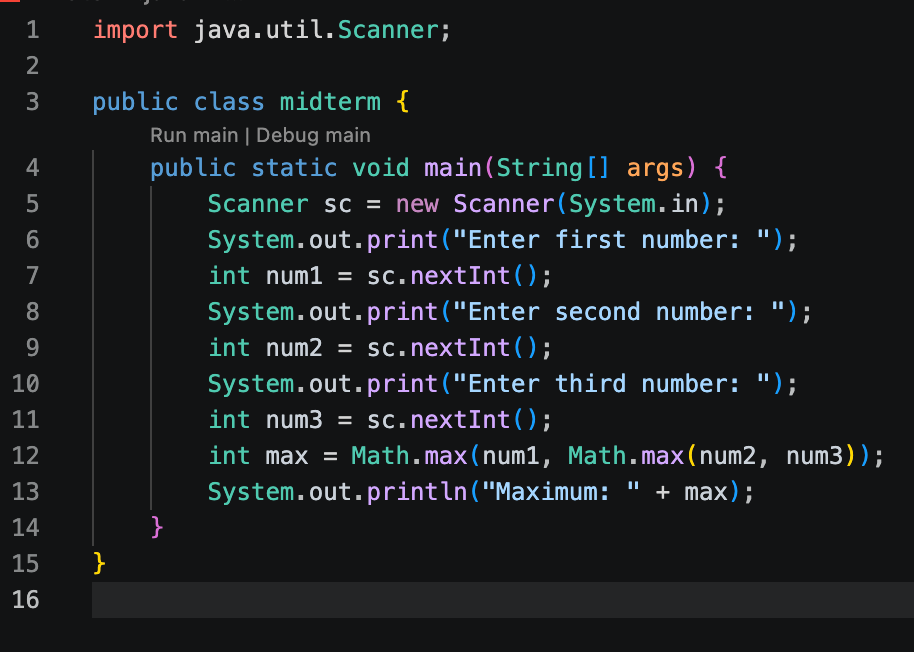 1 import java.util.Scanner;
2
3 public class midterm {
Run main | Debug main
4 public static void main(String[] args) {
5 Scanner sc = new Scanner(System.in);
6 System.out.print("Enter first number: ");
7 int num1 = sc.nextInt();
8 System.out.print("Enter second number: ");
9 int num2 = sc.nextInt();
10 System.out.print("Enter third number: ");
11 int num3 = sc.nextInt();
12 int max = Math.max(num1, Math.max(num2, num3));
13 System.out.println("Maximum: " + max);
14 }
15 }
16